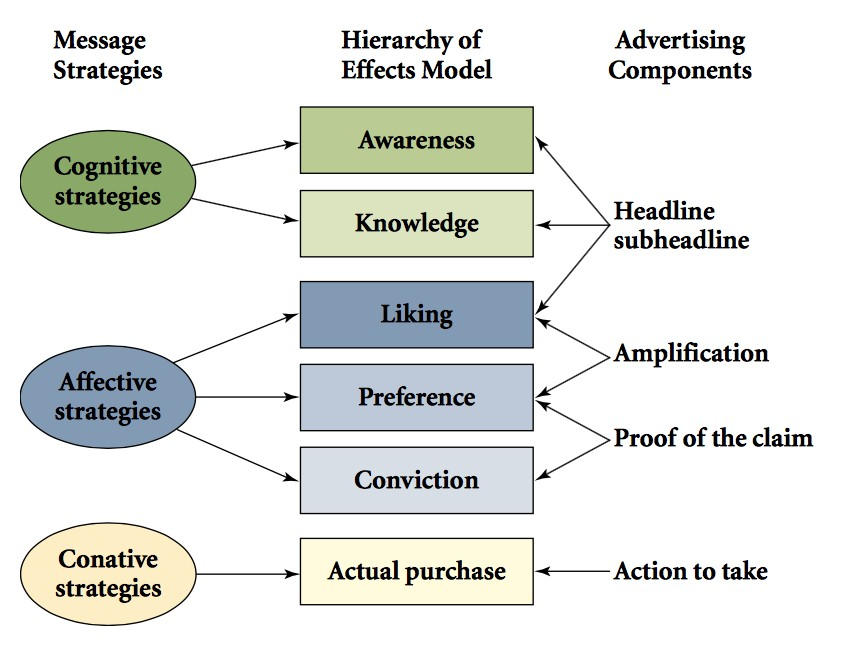 Message
Strategies
Hierarchy of
Effects Model
Advertising
Components
Cognitive
strategies
Awareness
Knowledge
Headline
subheadline
Affective
strategies
Liking
Preference
Conviction
Amplification
Proof of the claim
Conative
strategies
Actual purchase
Action to take